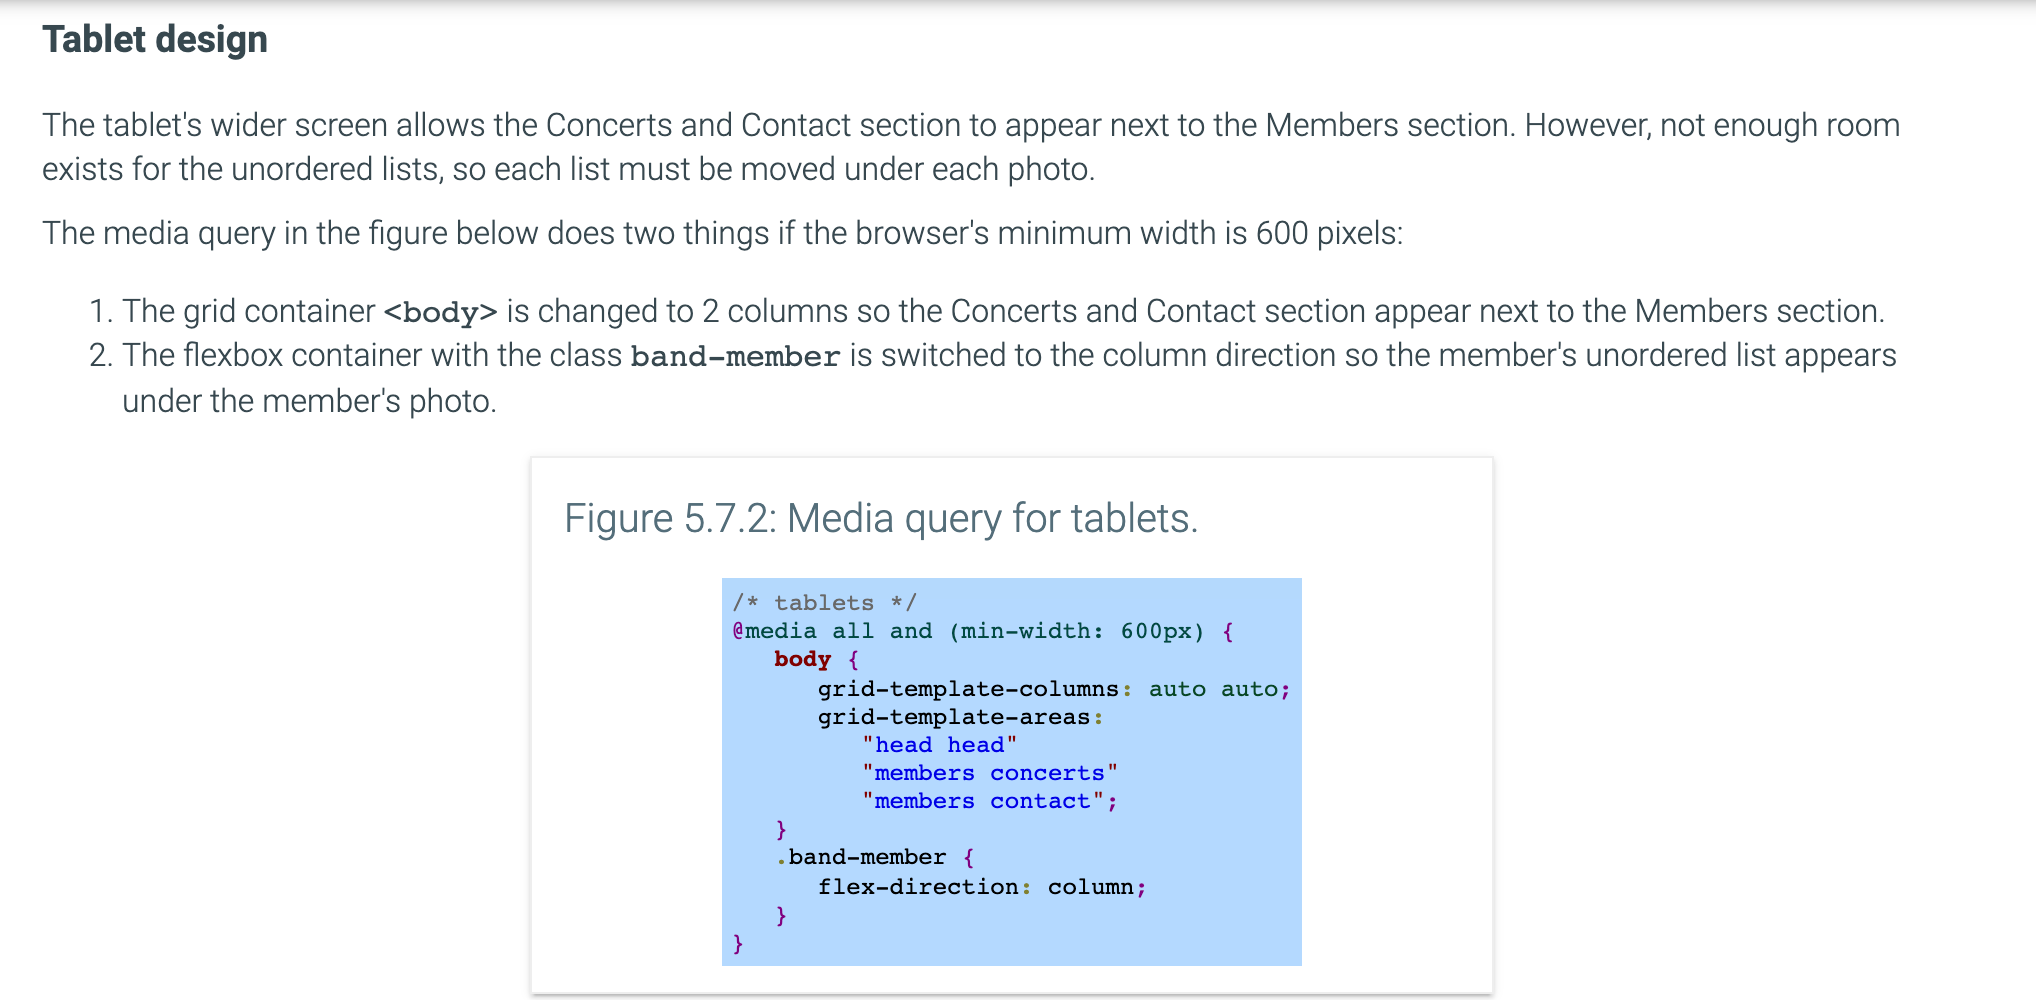 Tablet design
The tablet's wider screen allows the Concerts and Contact section to appear next to the Members section. However, not enough room
exists for the unordered lists, so each list must be moved under each photo.
The media query in the figure below does two things if the browser's minimum width is 600 pixels:
1. The grid container <body> is changed to 2 columns so the Concerts and Contact section appear next to the Members section.
2. The flexbox container with the class band-member is switched to the column direction so the member's unordered list appears
under the member's photo.
Figure 5.7.2: Media query for tablets.
/* tablets */
@media all and (min-width: 600px) {
   body {
      grid-template-columns: auto auto;
      grid-template-areas:
         "head head"
         "members concerts"
         "members contact";
   }
   .band-member {
      flex-direction: column;
   }
}